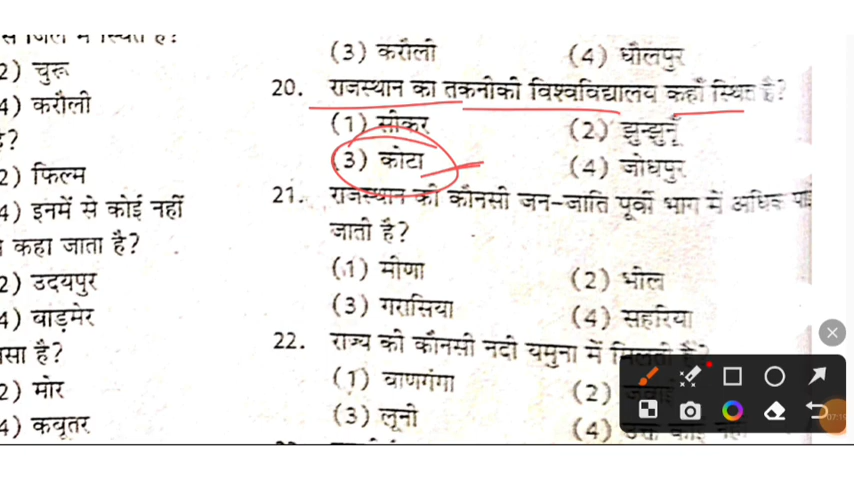 2) चुरू
4) करौली
है?
2) फिल्म
4) इनमें से कोई नहीं
कहा जाता है?
2) उदयपुर
4) बाड़मेर
सा है?
2) मोर
4) कबूतर
(3) करौली (4) धौलपुर
20. राजस्थान का तकनीकी विश्वविद्यालय कहाँ स्थित है?
(1) सीकर (2) झुन्झुनूँ
(3) कोटा (4) जोधपुर
21. राजस्थान की कौनसी जन-जाति पूर्वी भाग में अधिक
जाती है?
(1) मीणा (2) भील
(3) गरासिया (4) सहरिया
22. राज्य की कौनसी नदी यमुना में मिलती है?
(1) बाणगंगा (2)
(3) लूनी (4)